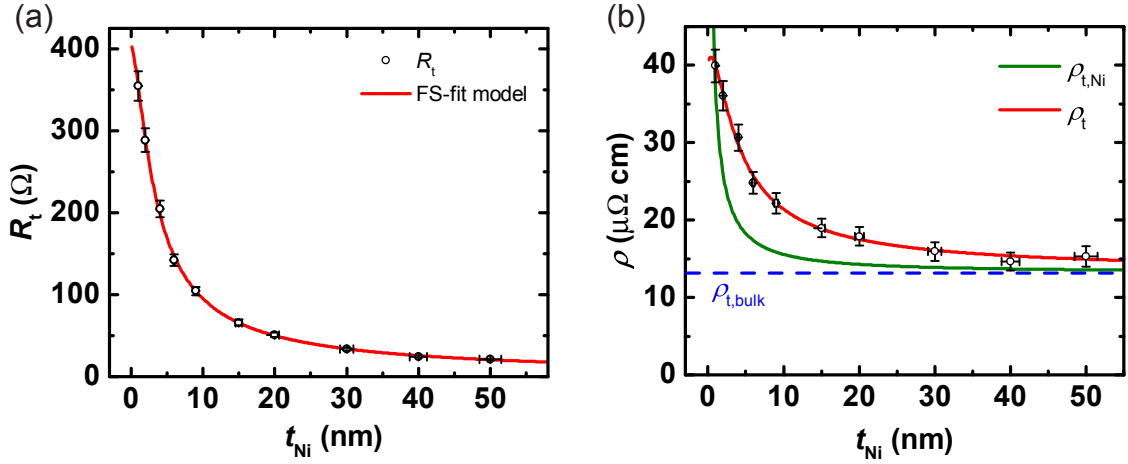 (a)
400
300
200
100
0
R_t (Ω)
R_t
FS-fit model
0 10 20 30 40 50
t_Ni (nm)
(b)
40
30
20
10
0
ρ (μΩ cm)
ρ_t,Ni
ρ_t
ρ_t,bulk
0 10 20 30 40 50
t_Ni (nm)